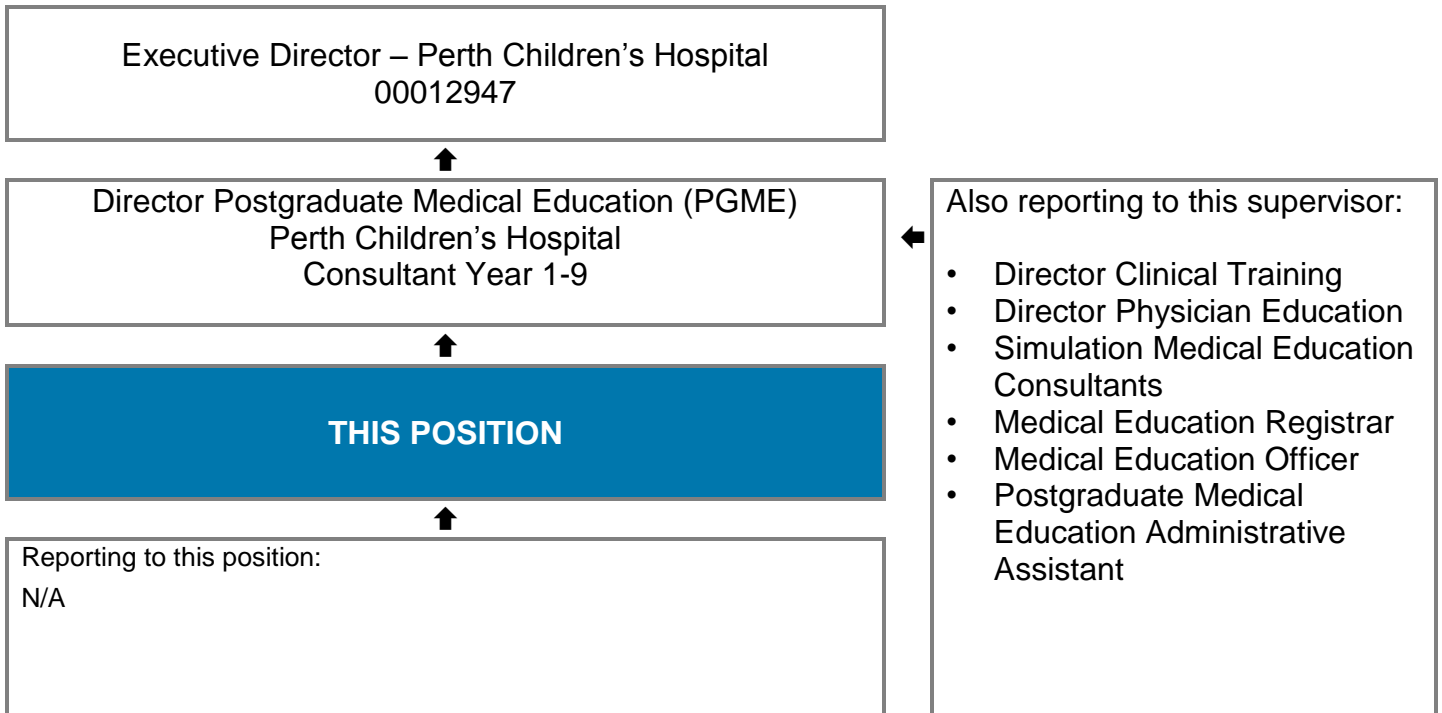 Executive Director – Perth Children’s Hospital
00012947
Director Postgraduate Medical Education (PGME)
Perth Children’s Hospital
Consultant Year 1-9
Also reporting to this supervisor:
• Director Clinical Training
• Director Physician Education
• Simulation Medical Education
Consultants
• Medical Education Registrar
• Medical Education Officer
• Postgraduate Medical
Education Administrative
Assistant
THIS POSITION
Reporting to this position:
N/A